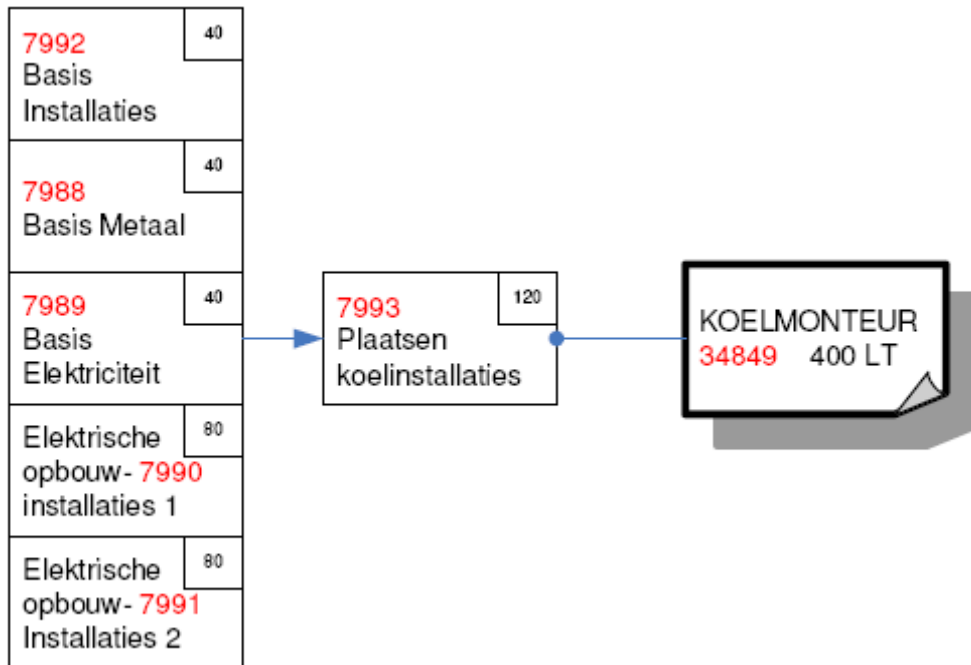 40
7992
Basis
Installaties
40
7988
Basis Metaal
40
7989
Basis
Elektriciteit
80
Elektrische
opbouw- 7990
installaties 1
80
Elektrische
opbouw- 7991
Installaties 2
120
7993
Plaatsen
koelinstallaties
KOELMONTEUR
34849 400 LT